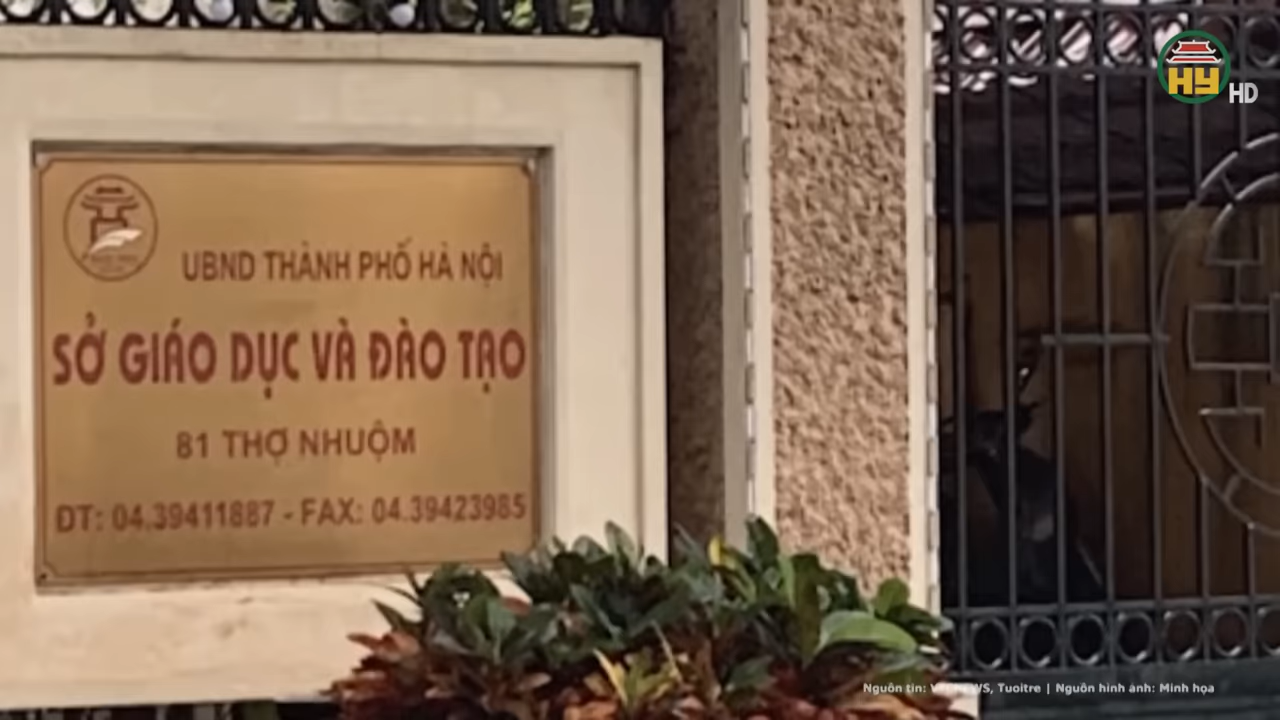 HY HD
UBND THÀNH PHỐ HÀ NỘI
SỞ GIÁO DỤC VÀ ĐÀO TẠO
81 THỢ NHUỘM
ĐT: 04.39411887 - FAX: 04.39423985
Nguồn tin: VTCNEWS, Tuoitre | Nguồn hình ảnh: Minh họa